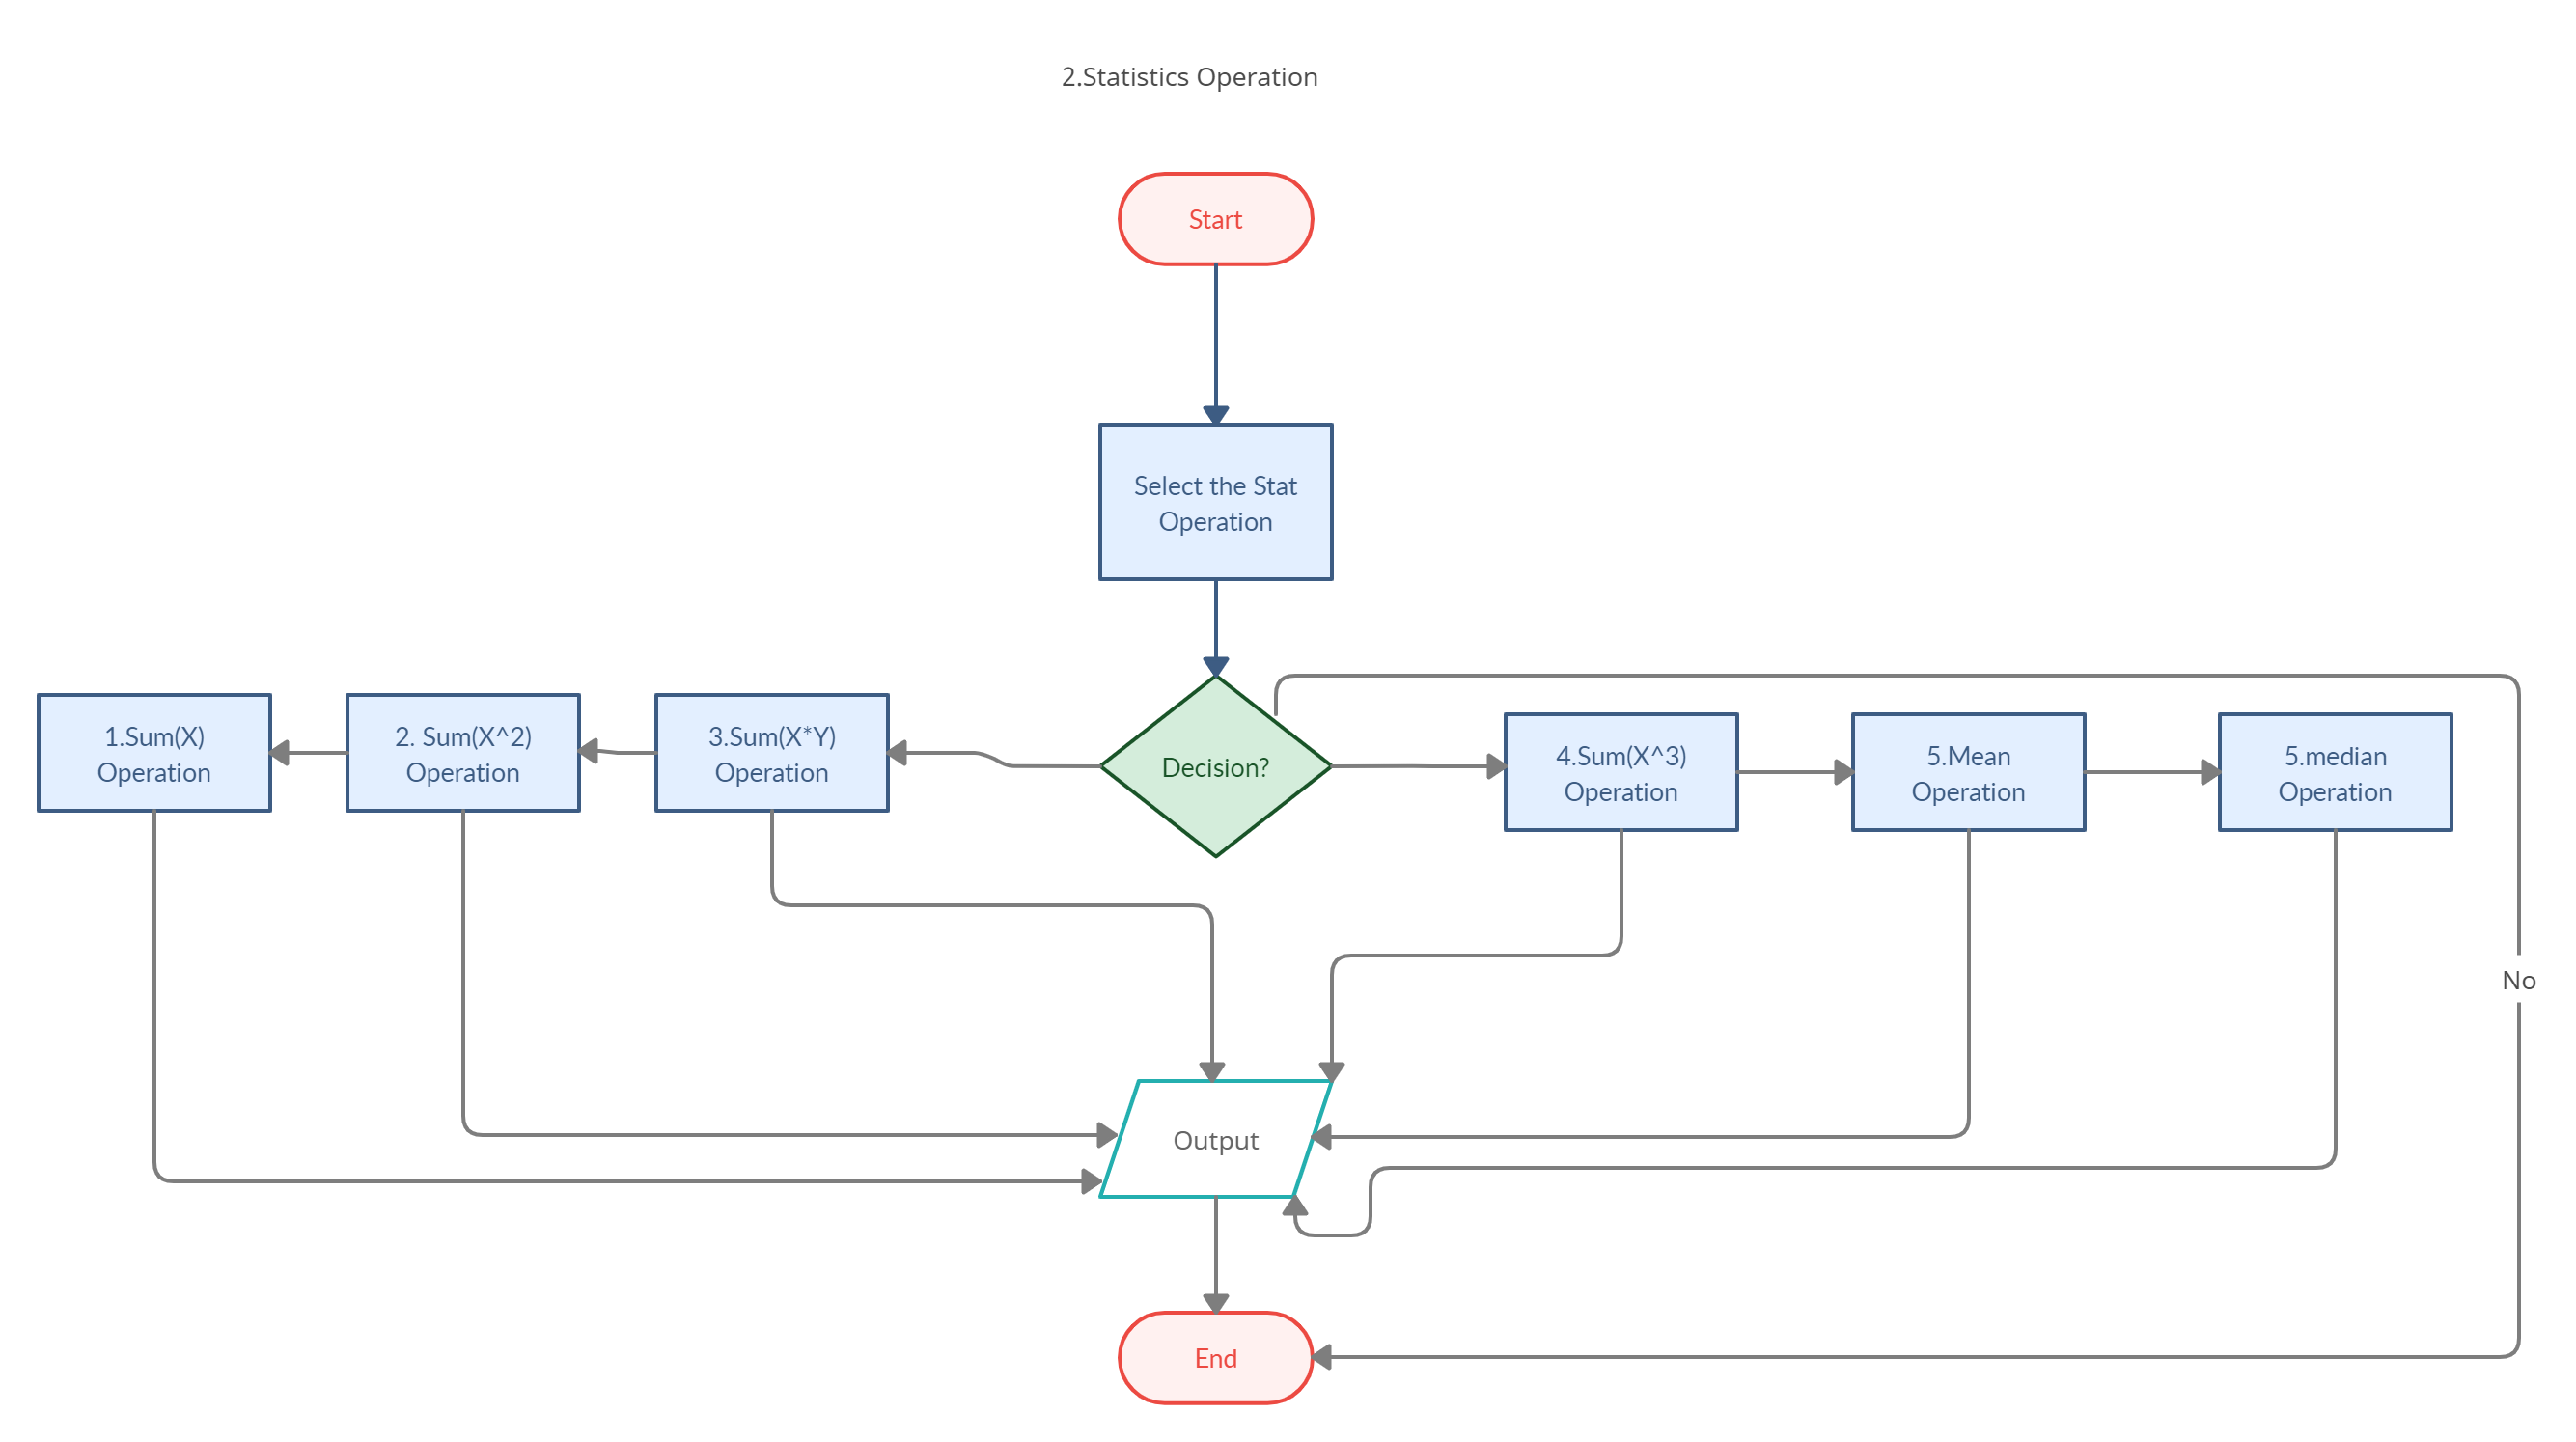 2.Statistics Operation
Start
Select the Stat
Operation
Decision?
1.Sum(X)
Operation
2. Sum(X^2)
Operation
3.Sum(X*Y)
Operation
4.Sum(X^3)
Operation
5.Mean
Operation
5.median
Operation
No
Output
End